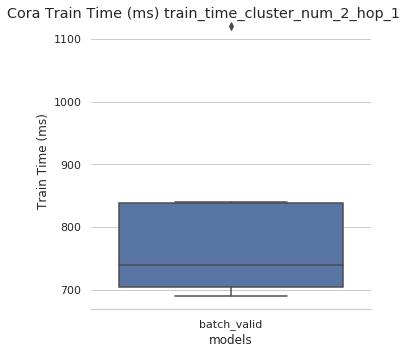 Cora Train Time (ms) train_time_cluster_num_2_hop_1
1100
1000
900
800
700
Train Time (ms)
batch_valid
models